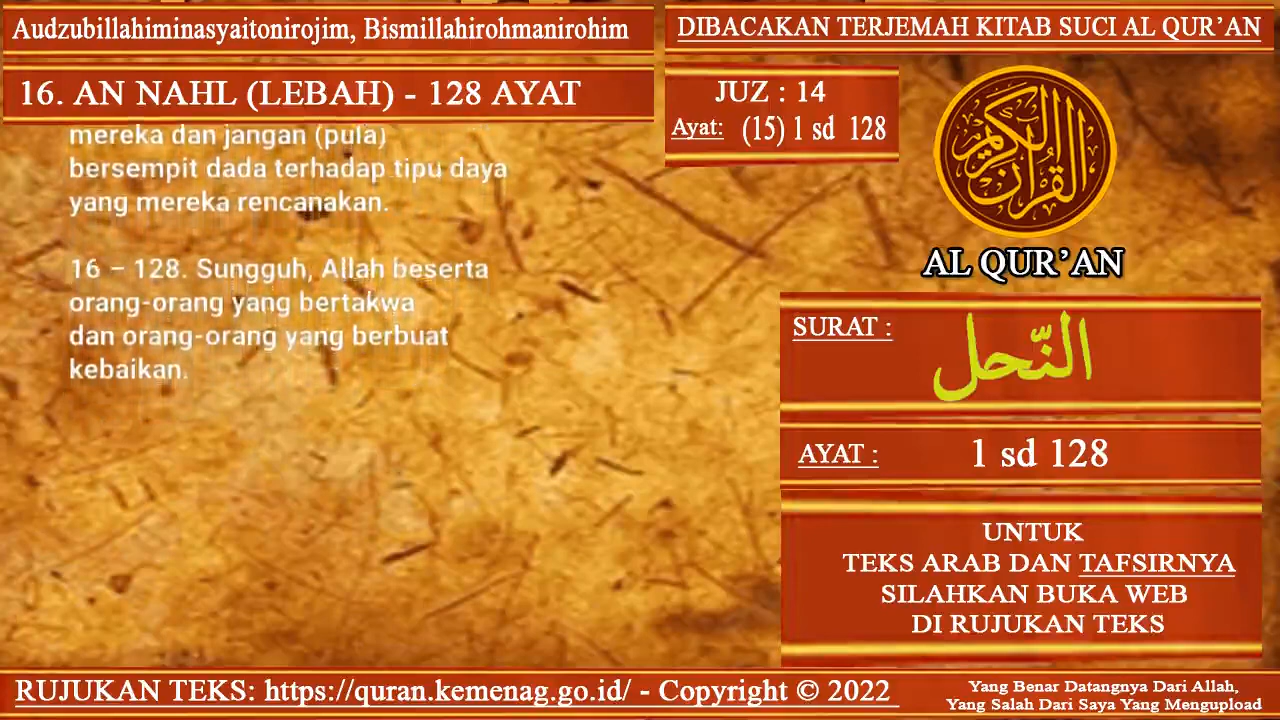 Audzubillahiminasyaitonirojim, Bismillahirohmanirohim
DIBACAKAN TERJEMAH KITAB SUCI AL QUR’AN
16. AN NAHL (LEBAH) - 128 AYAT
JUZ : 14
Ayat: (15) 1 sd 128
mereka dan jangan (pula)
bersempit dada terhadap tipu daya
yang mereka rencanakan.
16 – 128. Sungguh, Allah beserta
orang-orang yang bertakwa
dan orang-orang yang berbuat
kebaikan.
القرآن الكريم
AL QUR’AN
SURAT : النّحل
AYAT : 1 sd 128
UNTUK
TEKS ARAB DAN TAFSIRNYA
SILAHKAN BUKA WEB
DI RUJUKAN TEKS
RUJUKAN TEKS: https://quran.kemenag.go.id/ - Copyright © 2022
Yang Benar Datangnya Dari Allah,
Yang Salah Dari Saya Yang Mengupload